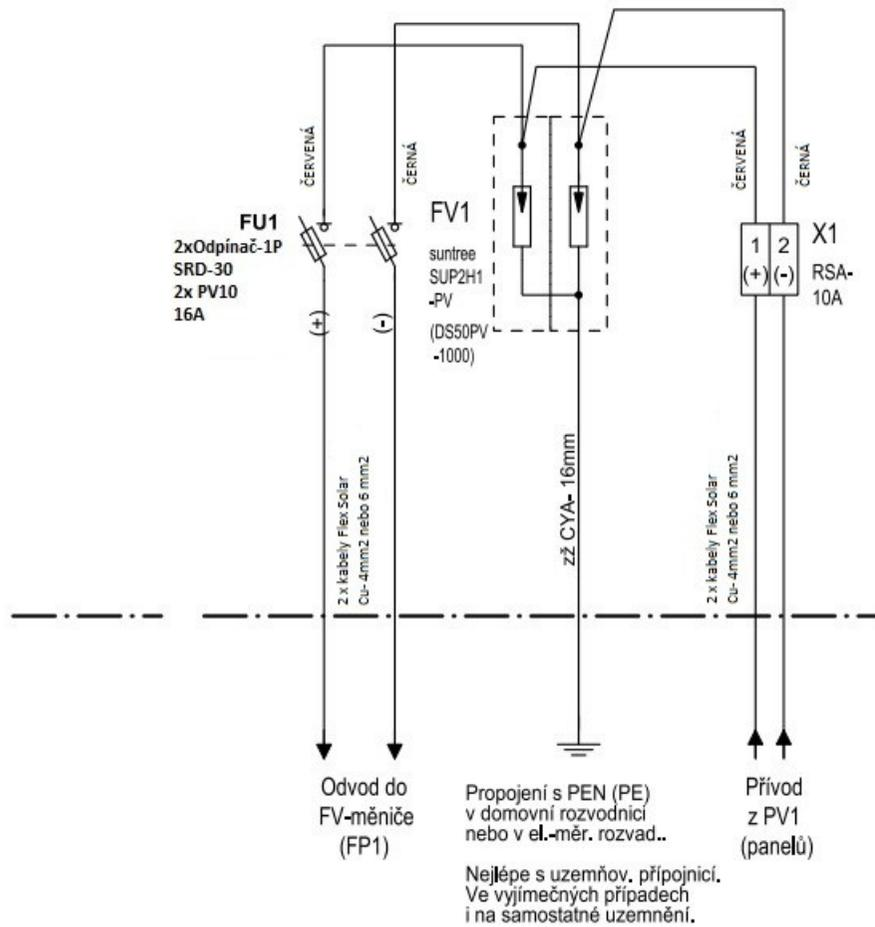 ČERVENÁ
ČERNÁ
FU1
2xOdpínač-1P
SRD-30
2x PV10
16A
(+)
(-)
FV1
suntree
SUP2H1
-PV
(DS50PV
-1000)
ČERVENÁ
ČERNÁ
1 2
(+) (-)
X1
RSA-
10A
2 x kabely Flex Solar
Cu- 4mm2 nebo 6 mm2
zž CYA- 16mm
2 x kabely Flex Solar
Cu- 4mm2 nebo 6 mm2
Odvod do
FV-měniče
(FP1)
Propojení s PEN (PE)
v domovní rozvodnici
nebo v el.-měr. rozvad..
Nejlépe s uzemňov. přípojnicí.
Ve vyjímečných případech
i na samostatné uzemnění.
Přívod
z PV1
(panelů)